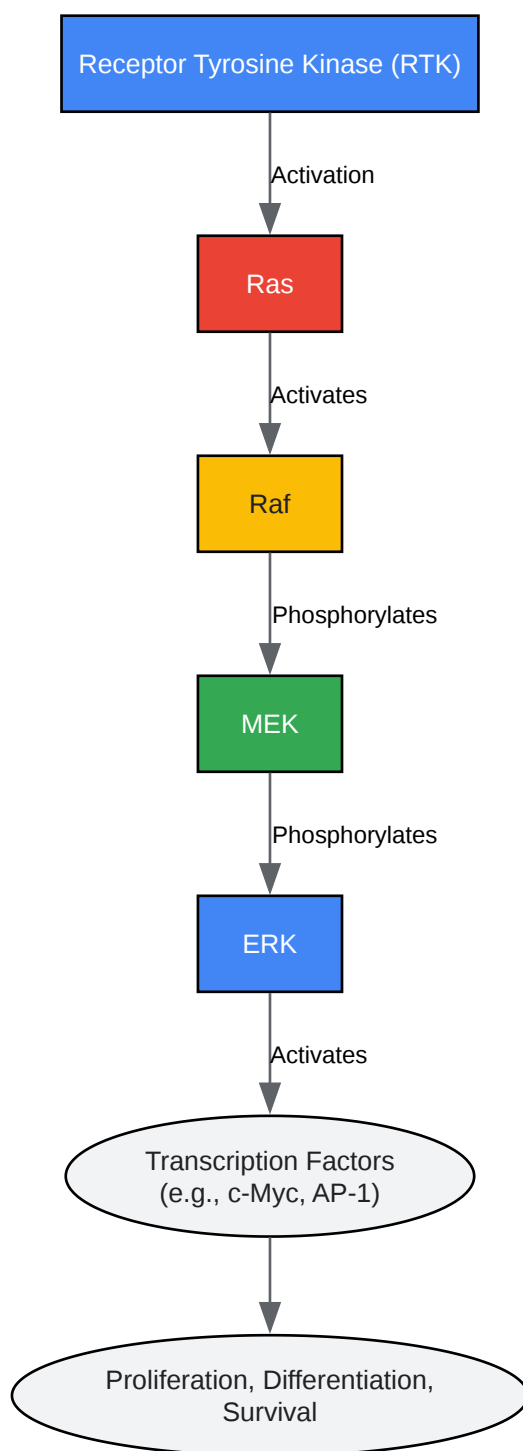 Receptor Tyrosine Kinase (RTK)
Activation
Ras
Activates
Raf
Phosphorylates
MEK
Phosphorylates
ERK
Activates
Transcription Factors
(e.g., c-Myc, AP-1)
Proliferation, Differentiation,
Survival